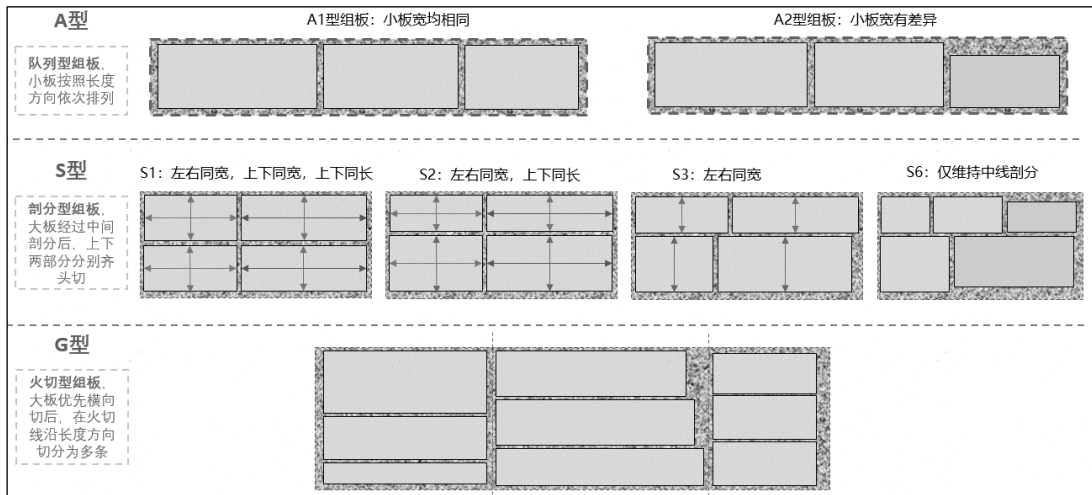 A型
队列型组板，
小板按照长度
方向依次排列
A1型组板：小板宽均相同
A2型组板：小板宽有差异
S型
剖分型组板，
大板经过中间
剖分后，上下
两部分分别齐
头切
S1：左右同宽，上下同宽，上下同长
S2：左右同宽，上下同长
S3：左右同宽
S6：仅维持中线剖分
G型
火切型组板，
大板优先横向
切后，在火切
线沿长度方向
切分为多条